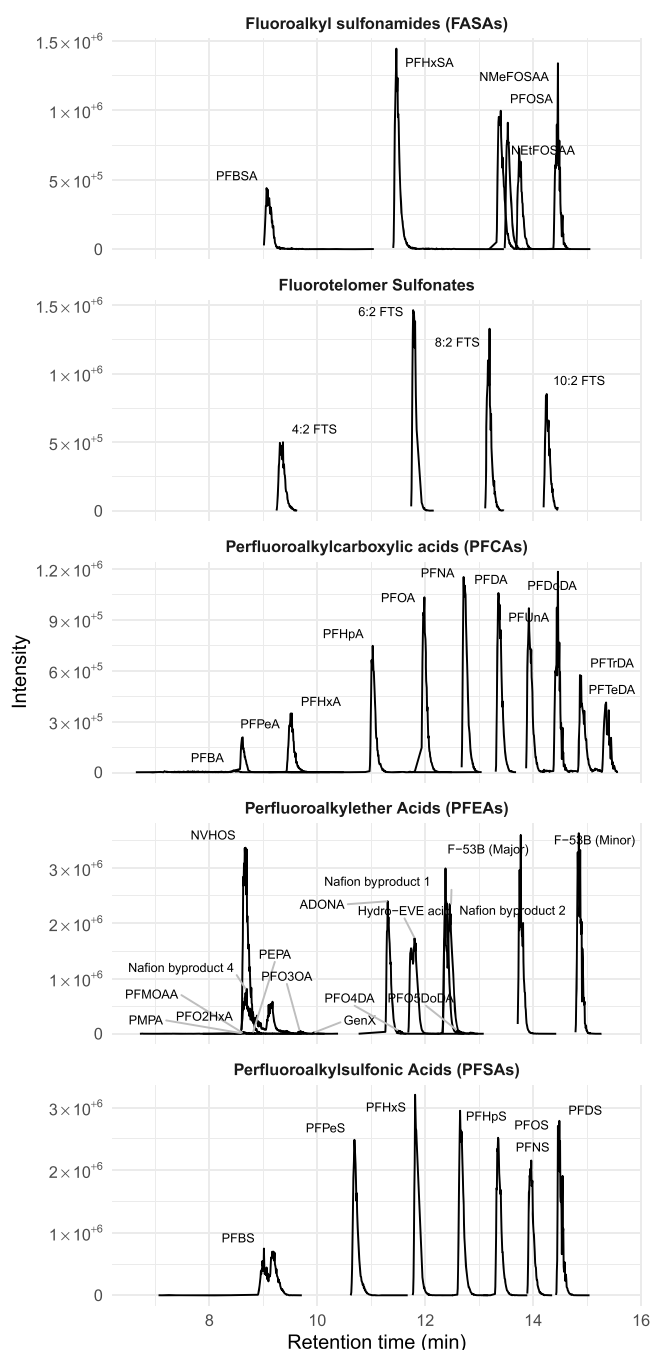 Fluoroalkyl sulfonamides (FASAs)
1.5×10⁺⁶
PFHxSA
NMeFOSAA
1×10⁺⁶
PFOSA
NEtFOSAA
PFBSA
5×10⁺⁵
0
Fluorotelomer Sulfonates
1.5×10⁺⁶
6:2 FTS
8:2 FTS
1×10⁺⁶
10:2 FTS
5×10⁺⁵
4:2 FTS
0
Perfluoroalkylcarboxylic acids (PFCAs)
1.2×10⁺⁶
PFNA
PFDA
PFDoDA
PFOA
9×10⁺⁵
PFUnA
PFHpA
6×10⁺⁵
PFTrDA
PFTeDA
PFHxA
3×10⁺⁵
PFPeA
PFBA
0
Intensity
Perfluoroalkylether Acids (PFEAs)
NVHOS
F−53B (Minor)
F−53B (Major)
3×10⁺⁶
Nafion byproduct 1
ADONA
Hydro−EVE acid
Nafion byproduct 2
2×10⁺⁶
PEPA
Nafion byproduct 4
PFO3OA
1×10⁺⁶
PFMOAA
PFO4DA
PFO5DoDA
PMPA
PFO2HxA
GenX
0
Perfluoroalkylsulfonic Acids (PFSAs)
3×10⁺⁶
PFHxS
PFHpS
PFDS
PFPeS
PFOS
PFNS
2×10⁺⁶
1×10⁺⁶
PFBS
0
8 10 12 14 16
Retention time (min)